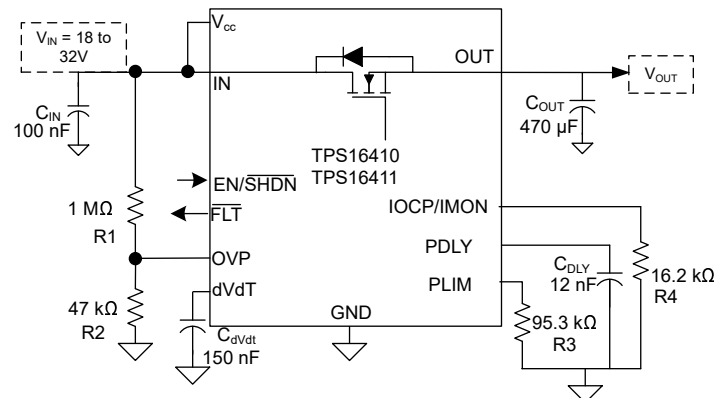 V_IN = 18 to
32V
V_cc
IN
OUT
V_OUT
C_IN
100 nF
C_OUT
470 µF
TPS16410
TPS16411
EN/SHDN
FLT
1 MΩ
R1
OVP
dVdT
47 kΩ
R2
C_dVdt
150 nF
GND
IOCP/IMON
PDLY
PLIM
C_DLY
12 nF
16.2 kΩ
R4
95.3 kΩ
R3